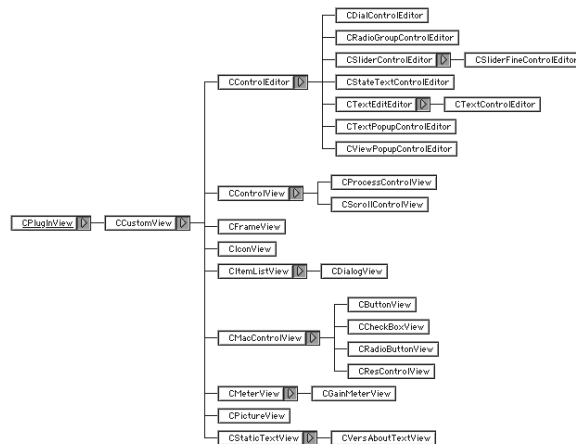 CDialControlEditor
CRadioGroupControlEditor
CSliderControlEditor CSliderFineControlEditor
CControlEditor CStateTextControlEditor
CTextEditEditor CTextControlEditor
CTextPopupControlEditor
CViewPopupControlEditor
CProcessControlView
CControlView
CScrollControlView
CPlugInView CCustomView CFrameView
CIconView
CItemListView CDialogView
CButtonView
CCheckBoxView
CMacControlView
CRadioButtonView
CResControlView
CMeterView CGainMeterView
CPictureView
CStaticTextView CVersAboutTextView